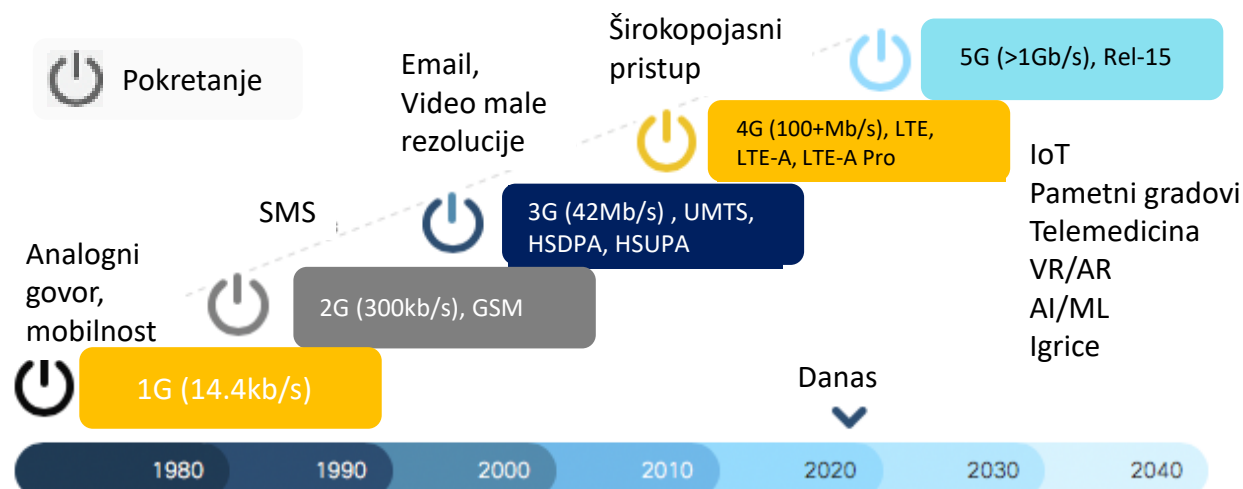 Pokretanje
Analogni
govor,
mobilnost
1G (14.4kb/s)
SMS
2G (300kb/s), GSM
Email,
Video male
rezolucije
3G (42Mb/s) , UMTS,
HSDPA, HSUPA
Širokopojasni
pristup
4G (100+Mb/s), LTE,
LTE-A, LTE-A Pro
5G (>1Gb/s), Rel-15
IoT
Pametni gradovi
Telemedicina
VR/AR
AI/ML
Igrice
Danas
1980 1990 2000 2010 2020 2030 2040